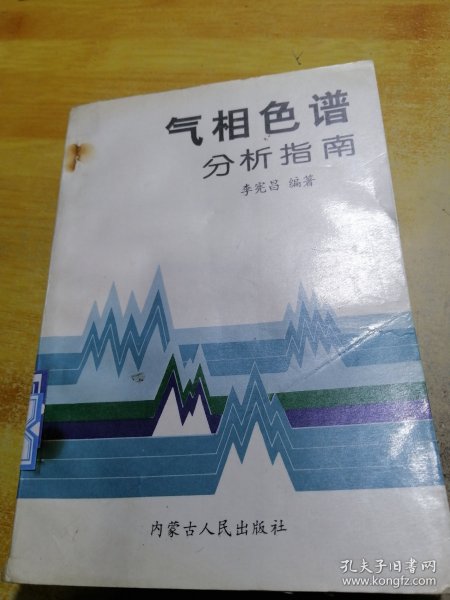 气相色谱
分析指南
李宪昌 编著
内蒙古人民出版社
孔夫子旧书网
www.kongfz.com